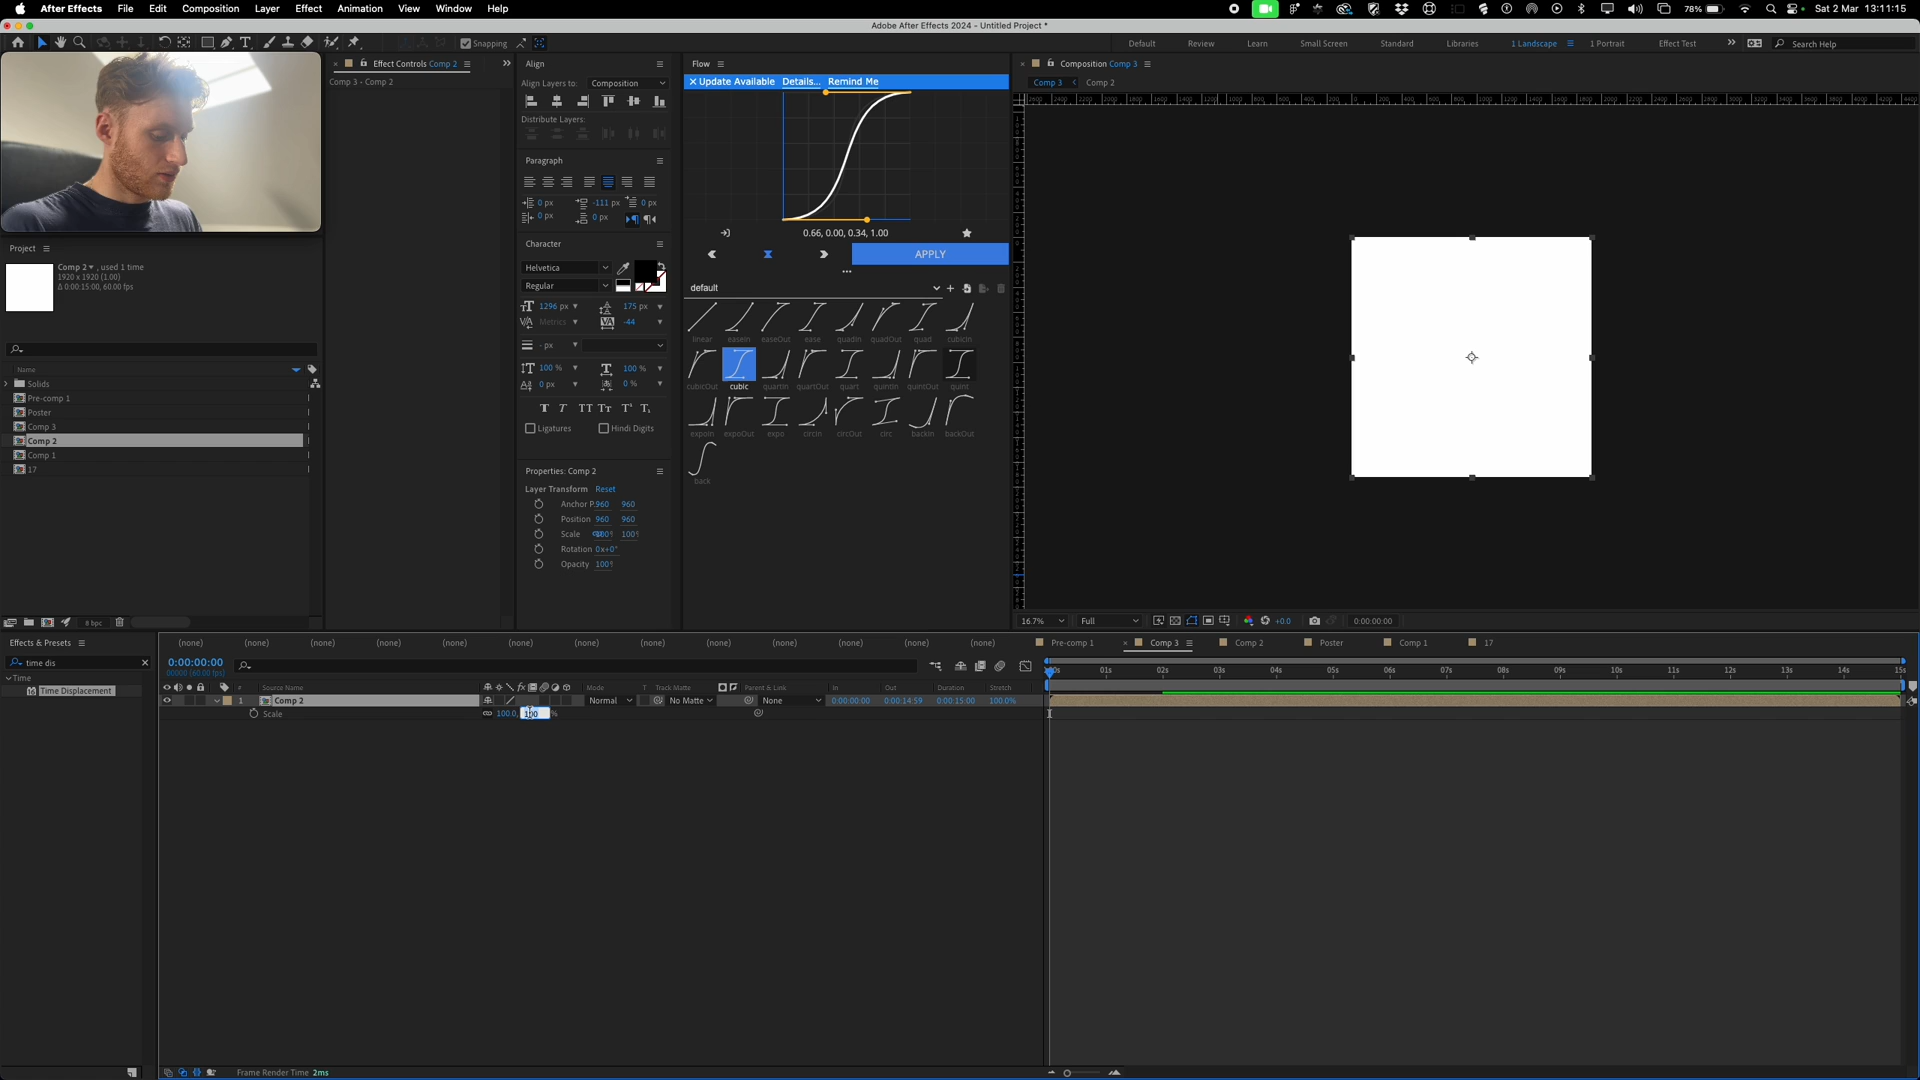 After Effects File Edit Composition Layer Effect Animation View Window Help 78% Sat 2 Mar 13:11:15
Adobe After Effects 2024 - Untitled Project *
Snapping Default Review Learn Small Screen Standard Libraries 1 Landscape 1 Portrait Effect Test Search Help
Effect Controls Comp 2
Comp 3 - Comp 2
Align
Align Layers to: Composition
Distribute Layers:
Paragraph
0 px -111 px 0 px
0 px 0 px
Character
Helvetica
Regular
1296 px 175 px
Metrics -44
- px
100 % 100 %
0 px 0 %
T T TT Tt
Ligatures Hindi Digits
Properties: Comp 2
Layer Transform Reset
Anchor P. 960 960
Position 960 960
Scale 100 100
Rotation 0x+0°
Opacity 100
Flow
Update Available Details... Remind Me
0.66, 0.00, 0.34, 1.00
APPLY
default
linear easeIn easeOut ease quadIn quadOut quad cubicIn
cubicOut cubic quartIn quartOut quart quintIn quintOut quint
expoIn expoOut expo circIn circOut circ backIn backOut
back
Composition Comp 3
Comp 3 Comp 2
16.7% Full +0.0 0:00:00:00
Project
Comp 2 , used 1 time
1920 x 1920 (1.00)
Δ 0:00:15:00, 60.00 fps
Name
Solids
Pre-comp 1
Poster
Comp 3
Comp 2
Comp 1
17
8 bpc
Effects & Presets
time dis
Time
Time Displacement
(none) (none) (none) (none) (none) (none) (none) (none) (none) (none) (none) (none) (none) Pre-comp 1 Comp 3 Comp 2 Poster Comp 1 17
0:00:00:00
00000 (60.00 fps)
01s 02s 03s 04s 05s 06s 07s 08s 09s 10s 11s 12s 13s 14s 15s
# Source Name Mode T Track Matte Parent & Link In Out Duration Stretch
1 Comp 2 Normal No Matte None 0:00:00:00 0:00:14:59 0:00:15:00 100.0%
Scale 100.0, 100 %
Frame Render Time 2ms